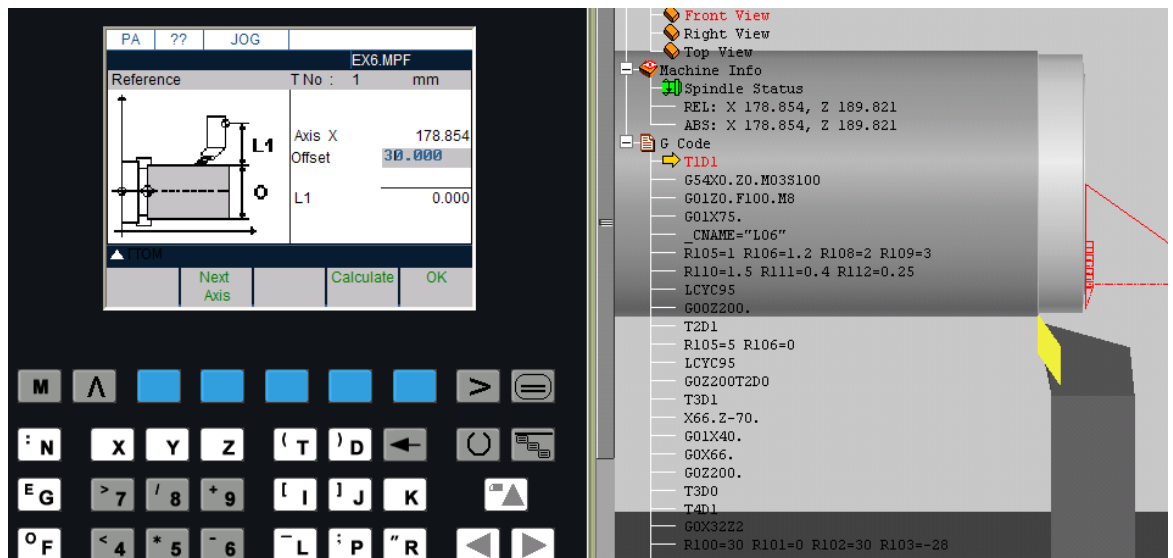 PA ?? JOG
EX6.MPF
Reference T No : 1 mm
L1
O
Axis X 178.854
Offset 30.000
L1 0.000
Next Axis Calculate OK
M Λ > 
: N X Y Z ( T ) D
E G > 7 / 8 + 9 [ I ] J K
O F < 4 * 5 - 6 ‾ L ; P " R
Front View
Right View
Top View
Machine Info
Spindle Status
REL: X 178.854, Z 189.821
ABS: X 178.854, Z 189.821
G Code
T1D1
G54X0.Z0.M03S100
G01Z0.F100.M8
G01X75.
_CNAME="L06"
R105=1 R106=1.2 R108=2 R109=3
R110=1.5 R111=0.4 R112=0.25
LCYC95
G00Z200.
T2D1
R105=5 R106=0
LCYC95
G0Z200T2D0
T3D1
X66.Z-70.
G01X40.
G0X66.
G0Z200.
T3D0
T4D1
G0X32Z2
R100=30 R101=0 R102=30 R103=-28